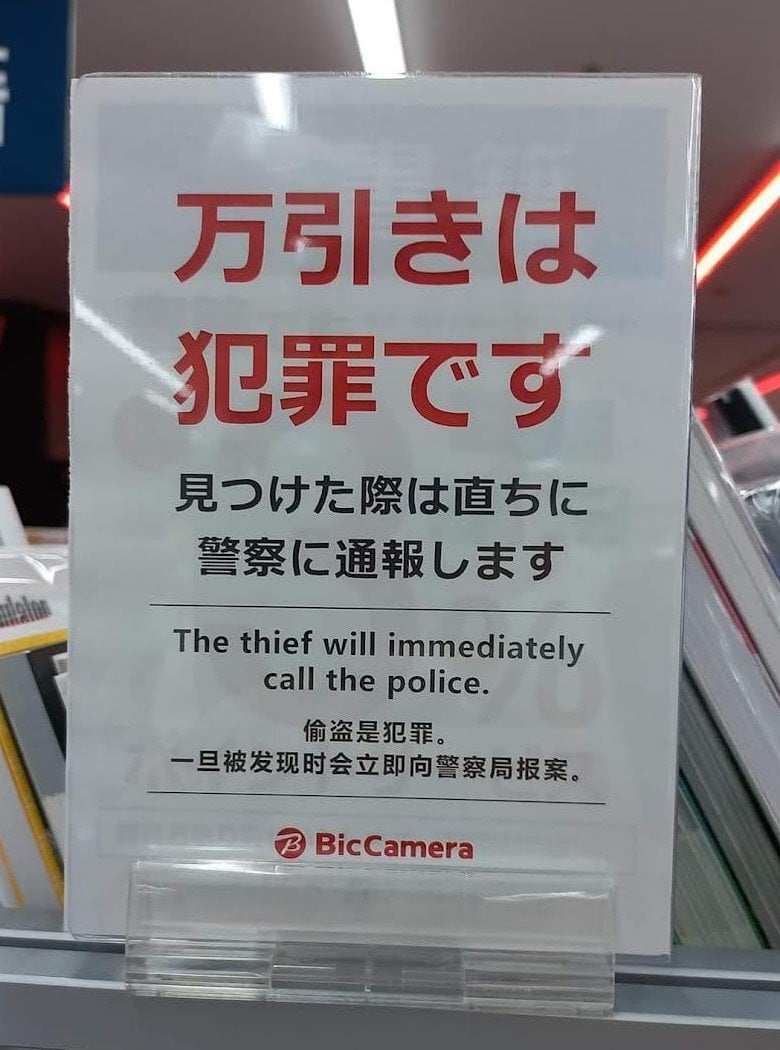 万引きは
犯罪です
見つけた際は直ちに
警察に通報します
The thief will immediately
call the police.
偷盗是犯罪。
一旦被发现时会立即向警察局报案。
BicCamera